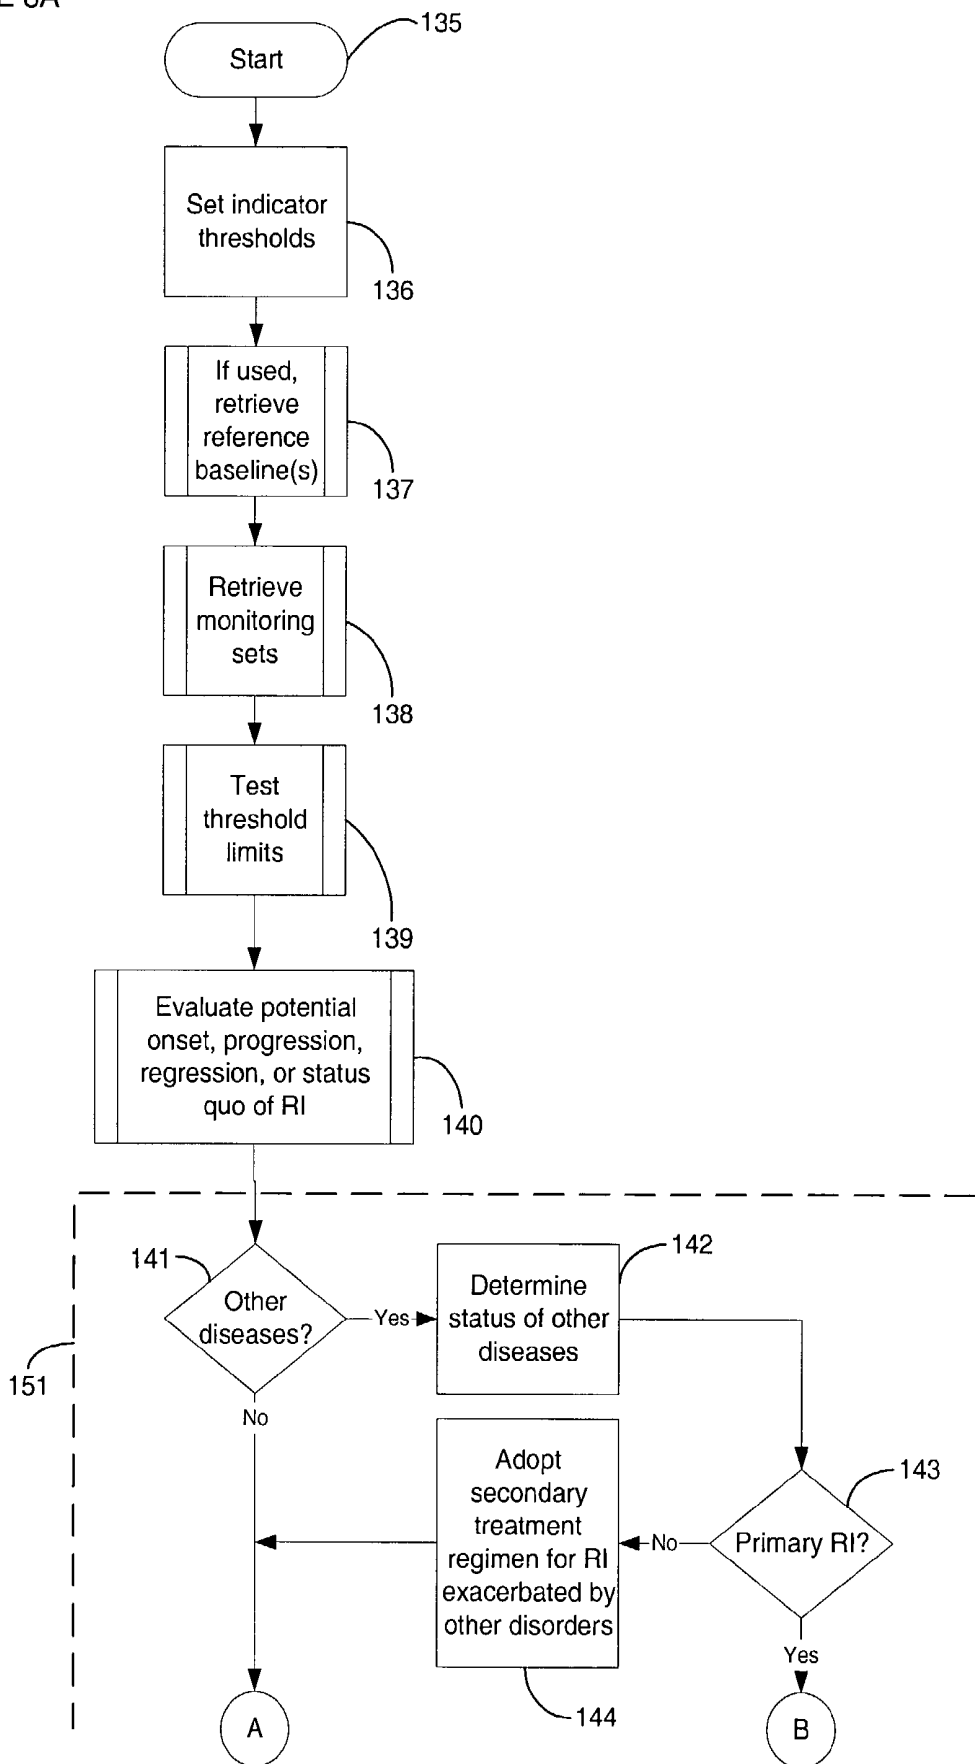 135
Start
Set indicator
thresholds
136
If used,
retrieve
reference
baseline(s)
137
Retrieve
monitoring
sets
138
Test
threshold
limits
139
Evaluate potential
onset, progression,
regression, or status
quo of RI
140
141
Other
diseases?
Yes
142
Determine
status of other
diseases
151
No
Adopt
secondary
treatment
regimen for RI
exacerbated by
other disorders
143
Primary RI?
No
Yes
144
A
B